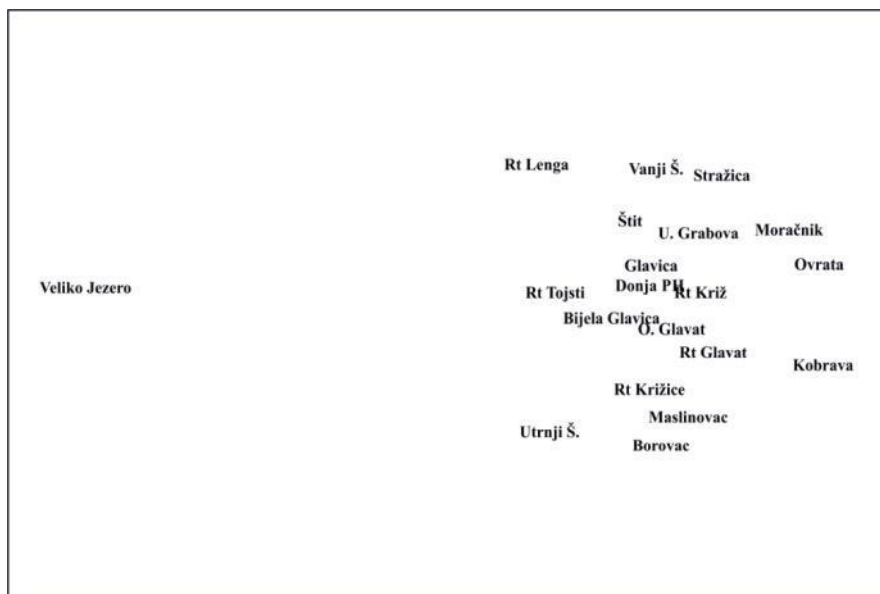 Rt Lenga
Vanji Š.
Stražica
Štit
U. Grabova
Moračnik
Glavica
Ovrata
Veliko Jezero
Donja PH
Rt Tojsti
Rt Križ
Bijela Glavica
O. Glavat
Rt Glavat
Kobrava
Rt Križice
Maslinovac
Utrnji Š.
Borovac